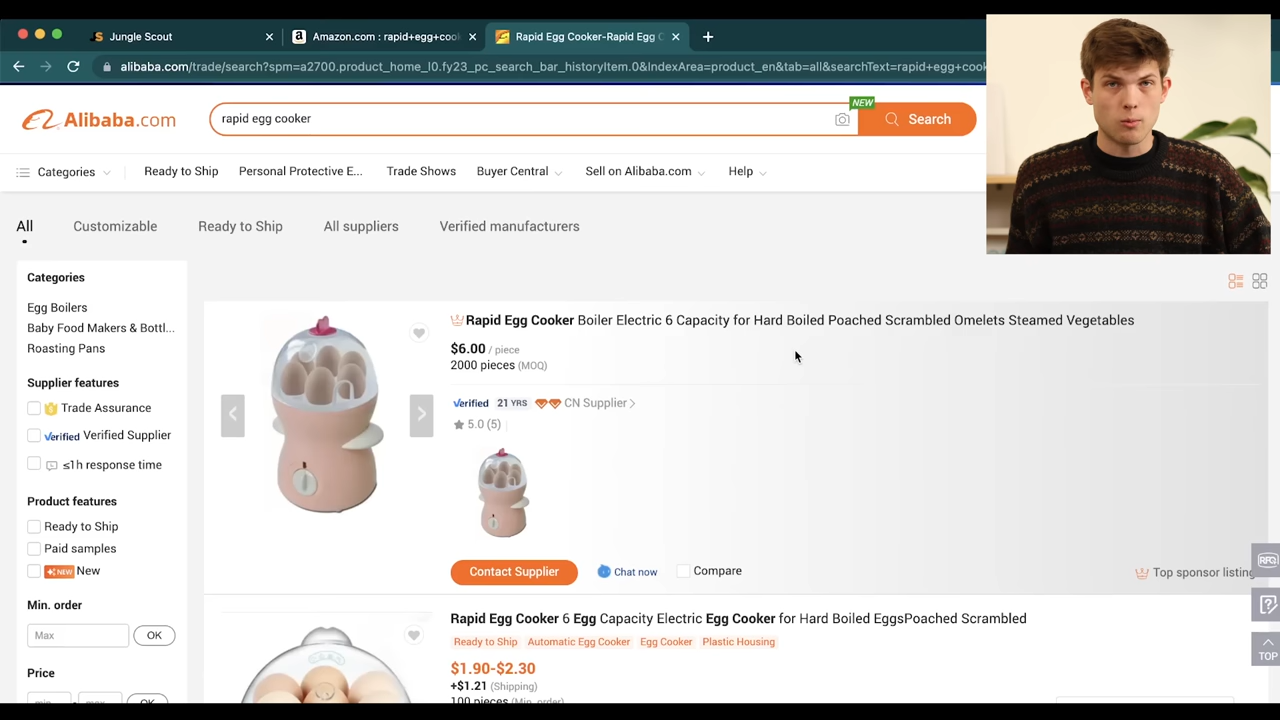 Jungle Scout
Amazon.com : rapid+egg+coo
Rapid Egg Cooker-Rapid Egg C
alibaba.com/trade/search?spm=a2700.product_home_l0.fy23_pc_search_bar_historyItem.0&IndexArea=product_en&tab=all&searchText=rapid+egg+cook
Alibaba.com
rapid egg cooker
NEW
Search
Categories
Ready to Ship
Personal Protective E...
Trade Shows
Buyer Central
Sell on Alibaba.com
Help
All
Customizable
Ready to Ship
All suppliers
Verified manufacturers
Categories
Egg Boilers
Baby Food Makers & Bottl...
Roasting Pans
Supplier features
Trade Assurance
Verified Verified Supplier
≤1h response time
Product features
Ready to Ship
Paid samples
NEW New
Min. order
Max OK
Price
min. - max. OK
Rapid Egg Cooker Boiler Electric 6 Capacity for Hard Boiled Poached Scrambled Omelets Steamed Vegetables
$6.00 / piece
2000 pieces (MOQ)
Verified 21 YRS CN Supplier
5.0 (5)
Contact Supplier
Chat now
Compare
Top sponsor listing
RFQ
TOP
Rapid Egg Cooker 6 Egg Capacity Electric Egg Cooker for Hard Boiled EggsPoached Scrambled
Ready to Ship Automatic Egg Cooker Egg Cooker Plastic Housing
$1.90-$2.30
+$1.21 (Shipping)
100 pieces (Min. order)